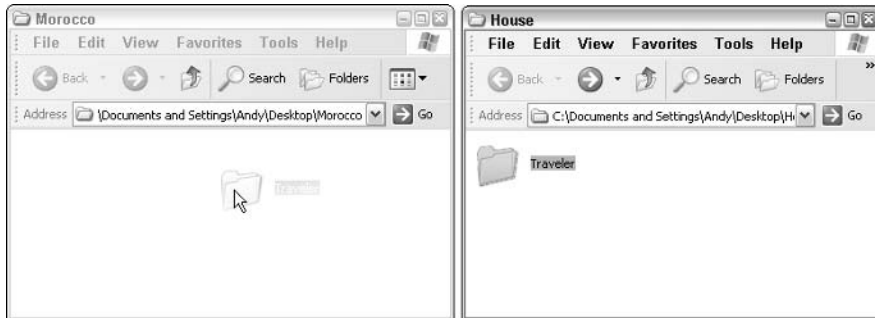 Morocco
File Edit View Favorites Tools Help
Back Search Folders
Address \Documents and Settings\Andy\Desktop\Morocco Go
Traveler
House
File Edit View Favorites Tools Help
Back Search Folders »
Address C:\Documents and Settings\Andy\Desktop\H Go
Traveler